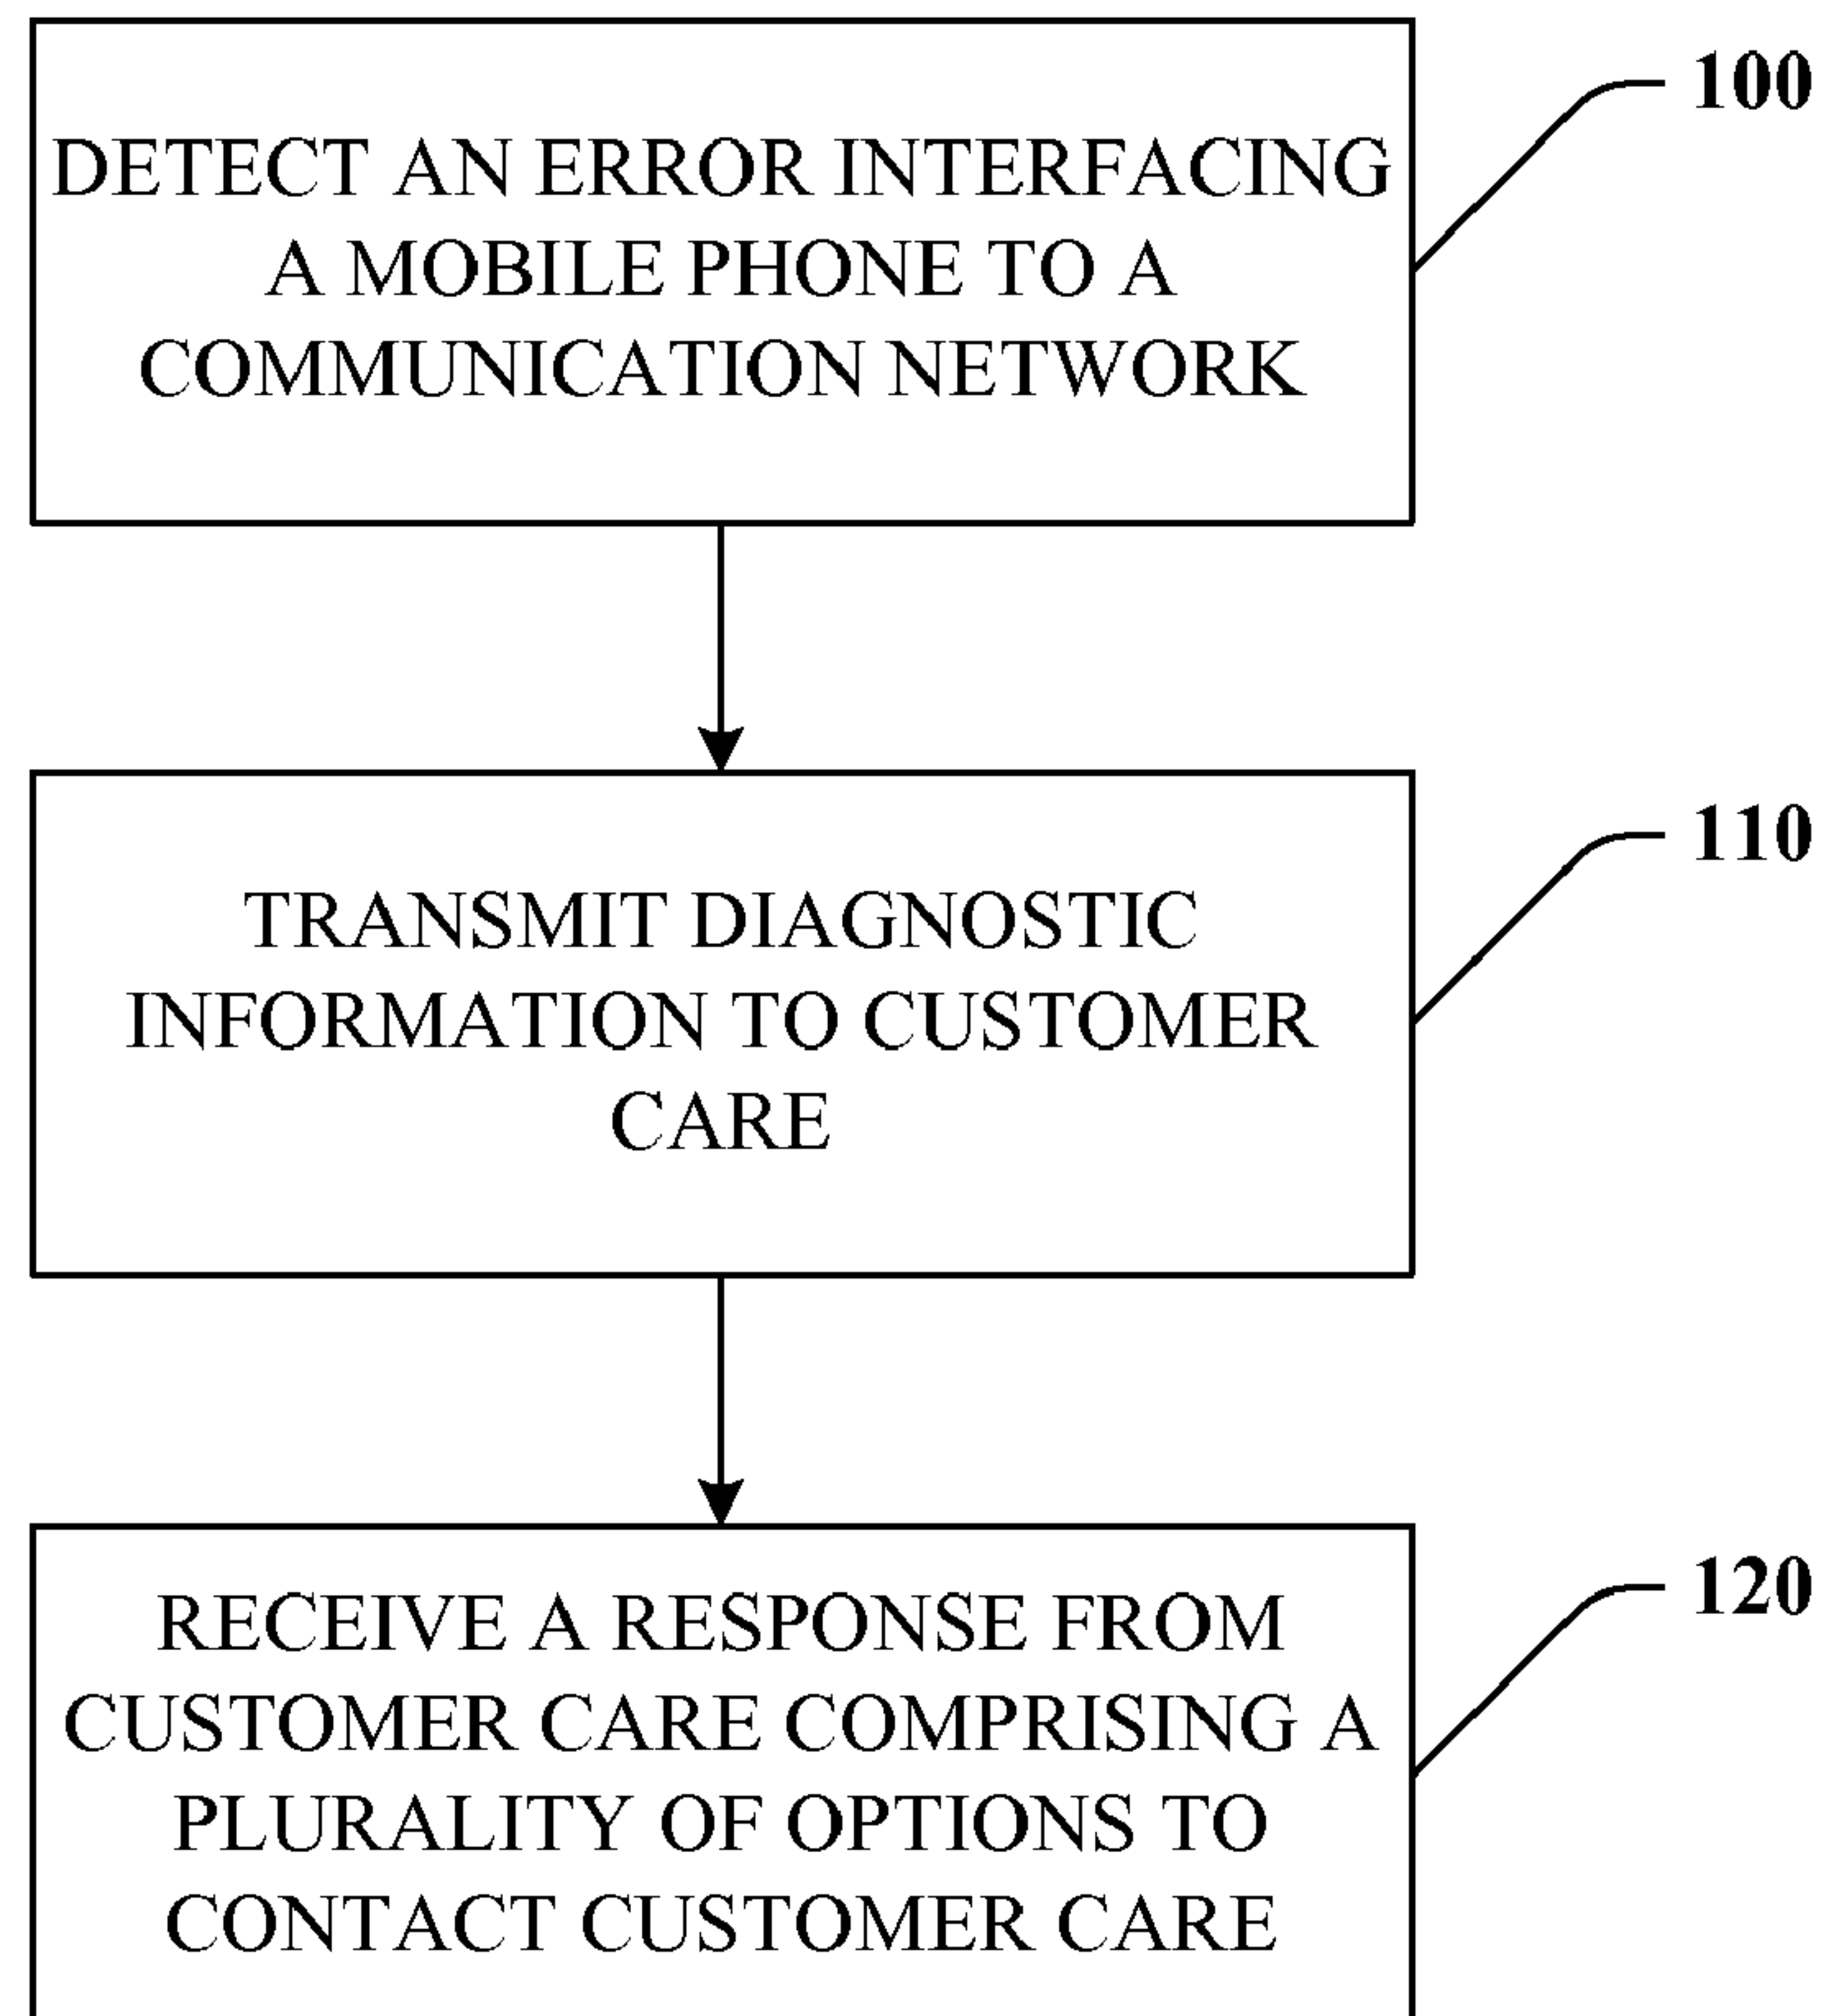 100
DETECT AN ERROR INTERFACING
A MOBILE PHONE TO A
COMMUNICATION NETWORK
110
TRANSMIT DIAGNOSTIC
INFORMATION TO CUSTOMER
CARE
120
RECEIVE A RESPONSE FROM
CUSTOMER CARE COMPRISING A
PLURALITY OF OPTIONS TO
CONTACT CUSTOMER CARE